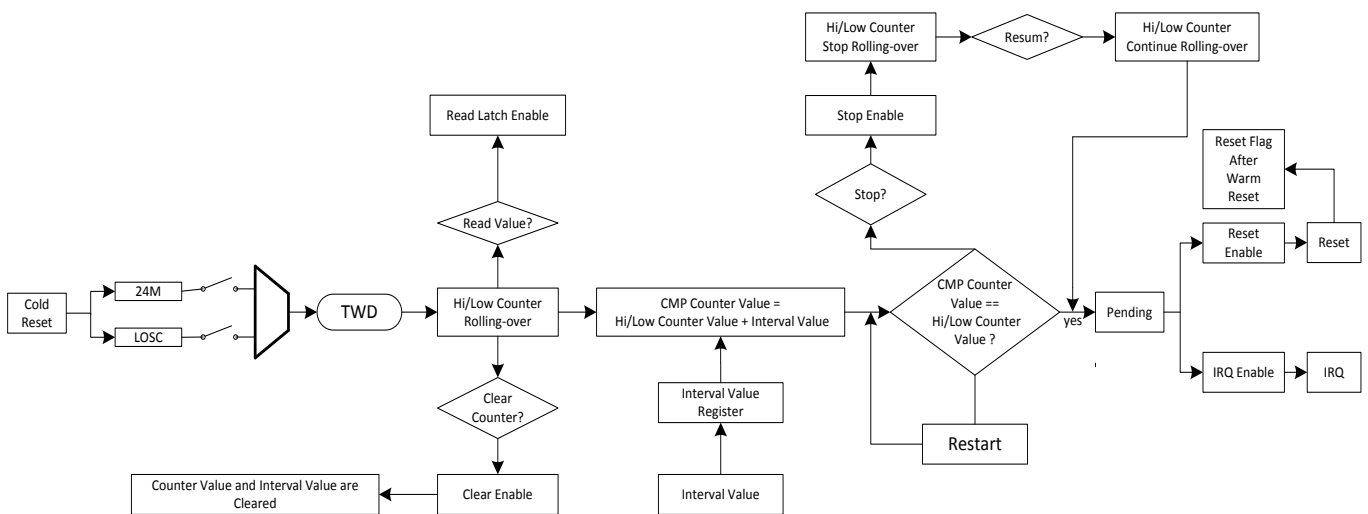 Hi/Low Counter
Stop Rolling-over
Resum?
Hi/Low Counter
Continue Rolling-over
Read Latch Enable
Stop Enable
Reset Flag
After
Warm
Reset
Stop?
Read Value?
Reset
Enable
Reset
Cold
Reset
24M
LOSC
TWD
Hi/Low Counter
Rolling-over
CMP Counter Value =
Hi/Low Counter Value + Interval Value
CMP Counter
Value ==
Hi/Low Counter
Value ?
yes
Pending
IRQ Enable
IRQ
Clear
Counter?
Interval Value
Register
Restart
Counter Value and Interval Value are
Cleared
Clear Enable
Interval Value